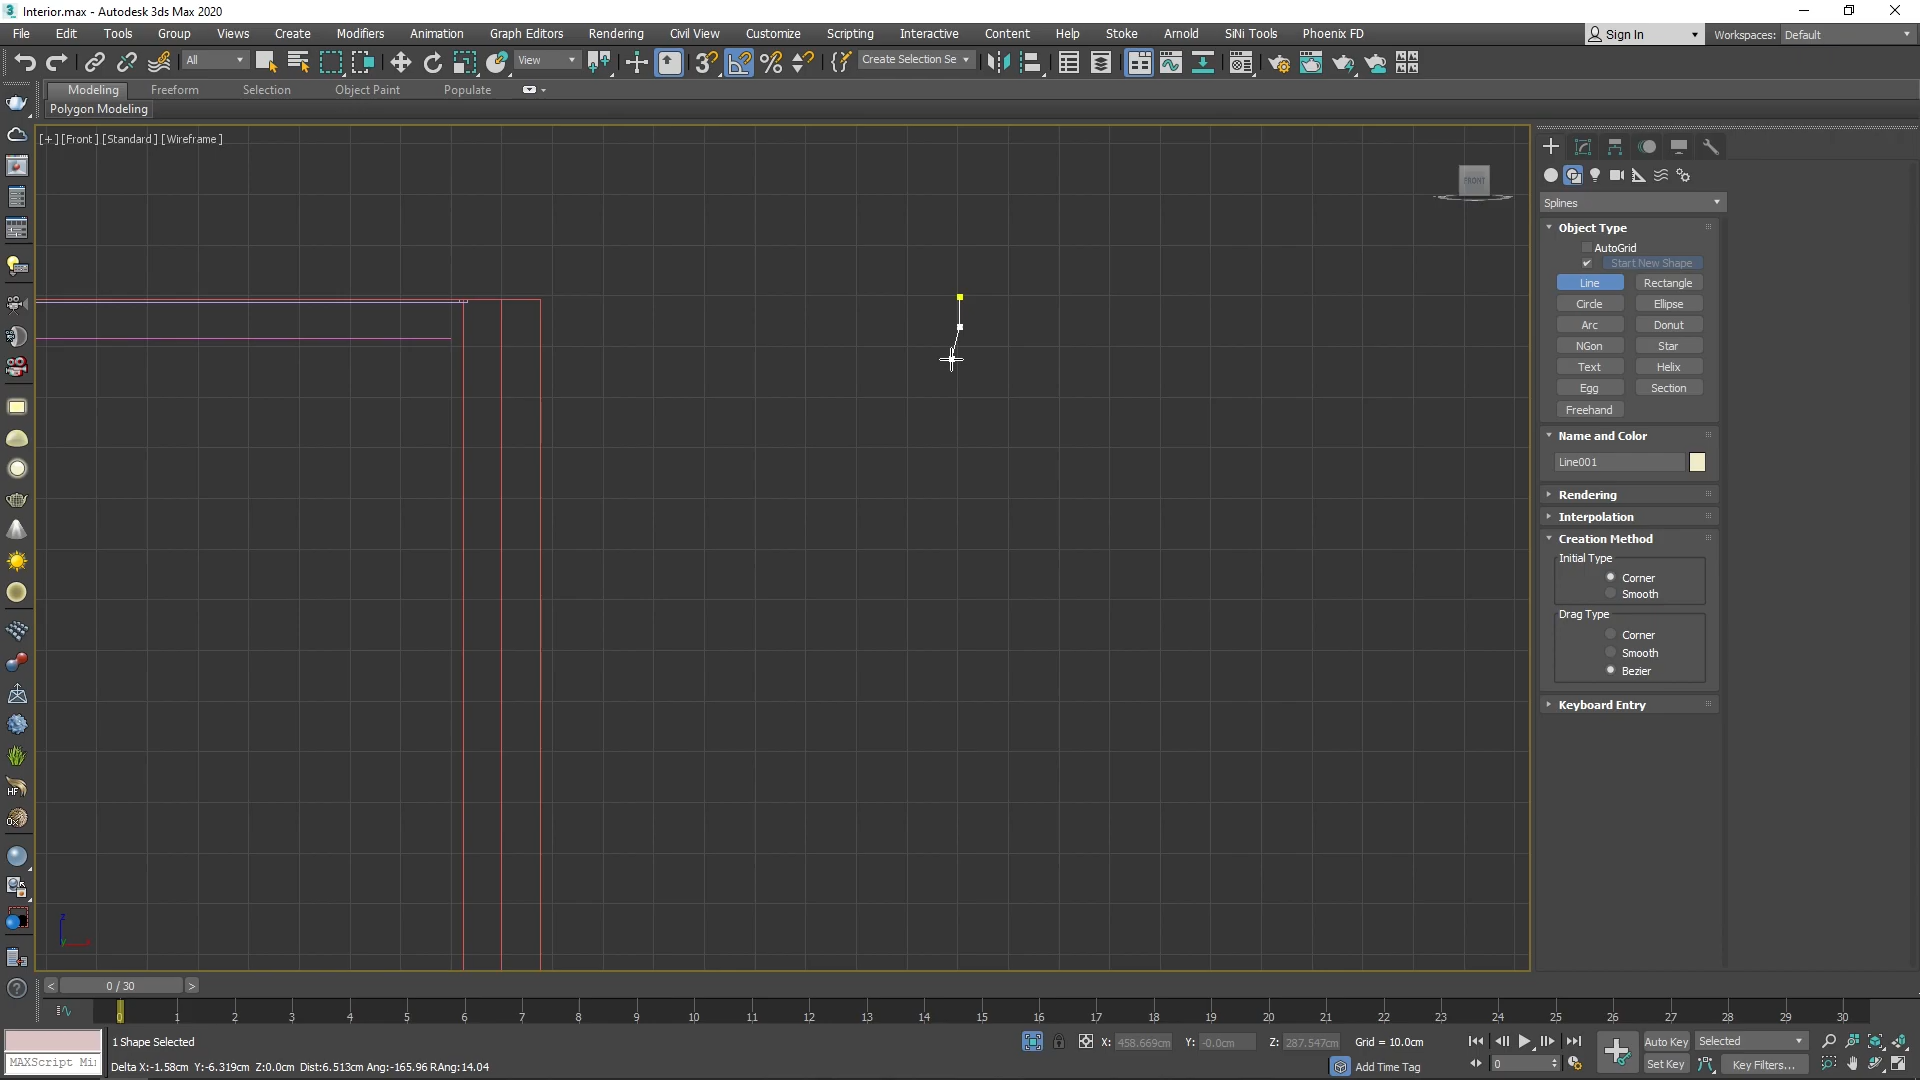 Interior.max - Autodesk 3ds Max 2020
File Edit Tools Group Views Create Modifiers Animation Graph Editors Rendering Civil View Customize Scripting Interactive Content Help Stoke Arnold SiNi Tools Phoenix FD
Sign In
Workspaces: Default
All
View
Create Selection Se
Modeling Freeform Selection Object Paint Populate
Polygon Modeling
[+] [Front] [Standard] [Wireframe]
FRONT
Splines
Object Type
AutoGrid
Start New Shape
Line Rectangle
Circle Ellipse
Arc Donut
NGon Star
Text Helix
Egg Section
Freehand
Name and Color
Line001
Rendering
Interpolation
Creation Method
Initial Type
Corner
Smooth
Drag Type
Corner
Smooth
Bezier
Keyboard Entry
HF
z
x
y
< 0 / 30 >
0 1 2 3 4 5 6 7 8 9 10 11 12 13 14 15 16 17 18 19 20 21 22 23 24 25 26 27 28 29 30
1 Shape Selected
X: 458.669cm Y: -0.0cm Z: 287.547cm Grid = 10.0cm
Auto Key Selected
MAXScript Mi
Delta X:-1.58cm Y:-6.319cm Z:0.0cm Dist:6.513cm Ang:-165.96 RAng:14.04
Add Time Tag
0
Set Key Key Filters...